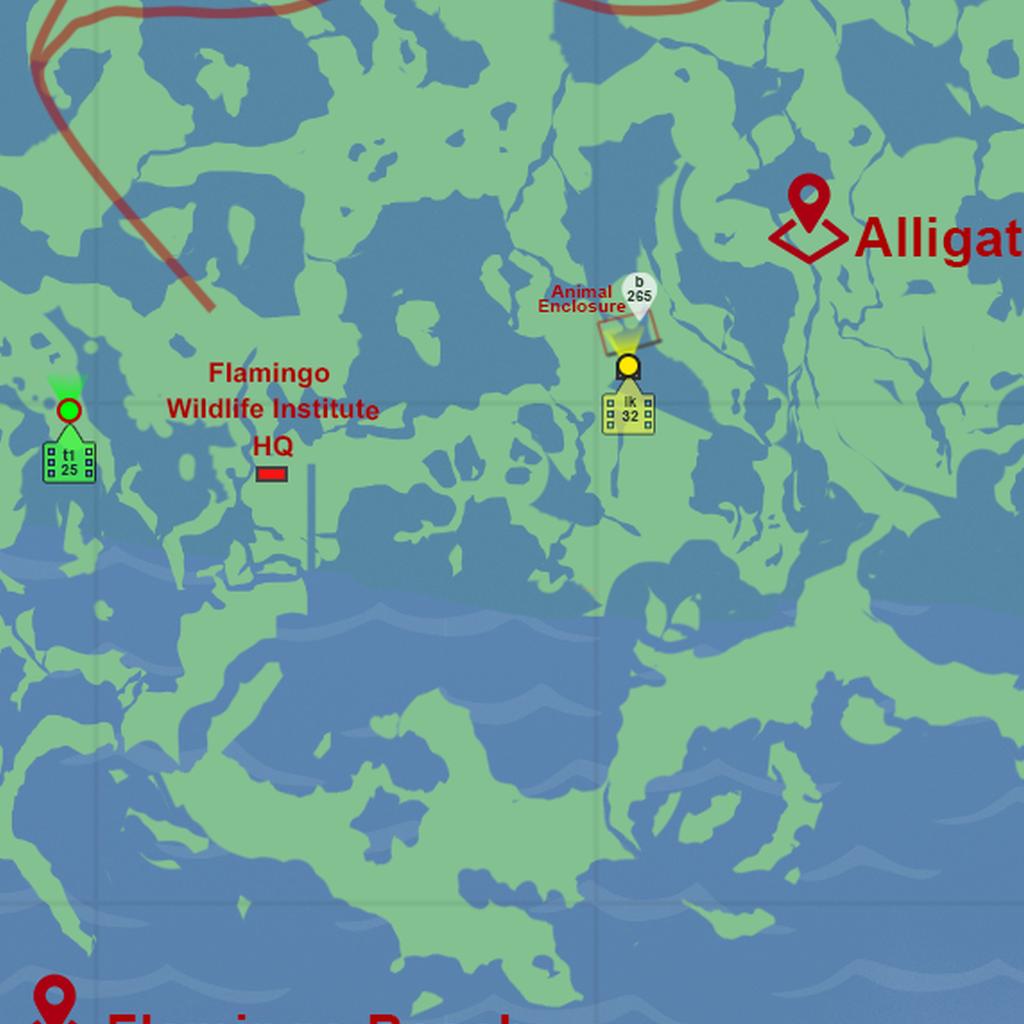 Alligat
b
265
Animal
Enclosure
Flamingo
Wildlife Institute
HQ
lk
32
t1
25